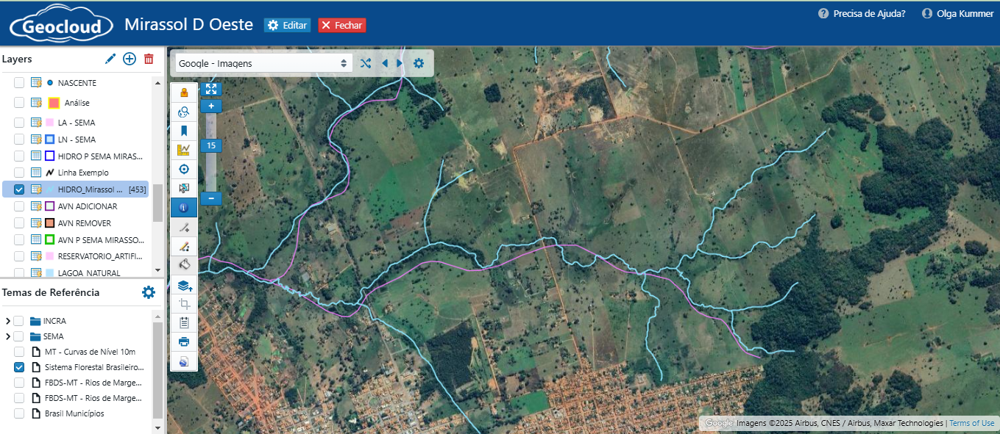 Geocloud
Mirassol D Oeste
Editar
Fechar
Precisa de Ajuda?
Olga Kummer
Layers
NASCENTE
Análise
LA - SEMA
LN - SEMA
HIDRO P SEMA MIRAS...
Linha Exemplo
HIDRO_Mirassol ... [453]
AVN ADICIONAR
AVN REMOVER
AVN P SEMA MIRASSO...
RESERVATORIO_ARTIFI...
LAGOA_NATURAL
Temas de Referência
INCRA
SEMA
MT - Curvas de Nível 10m
Sistema Florestal Brasileiro...
FBDS-MT - Rios de Marge...
FBDS-MT - Rios de Marge...
Brasil Municípios
Google - Imagens
+
15
−
Google Imagens ©2025 Airbus, CNES / Airbus, Maxar Technologies | Terms of Use